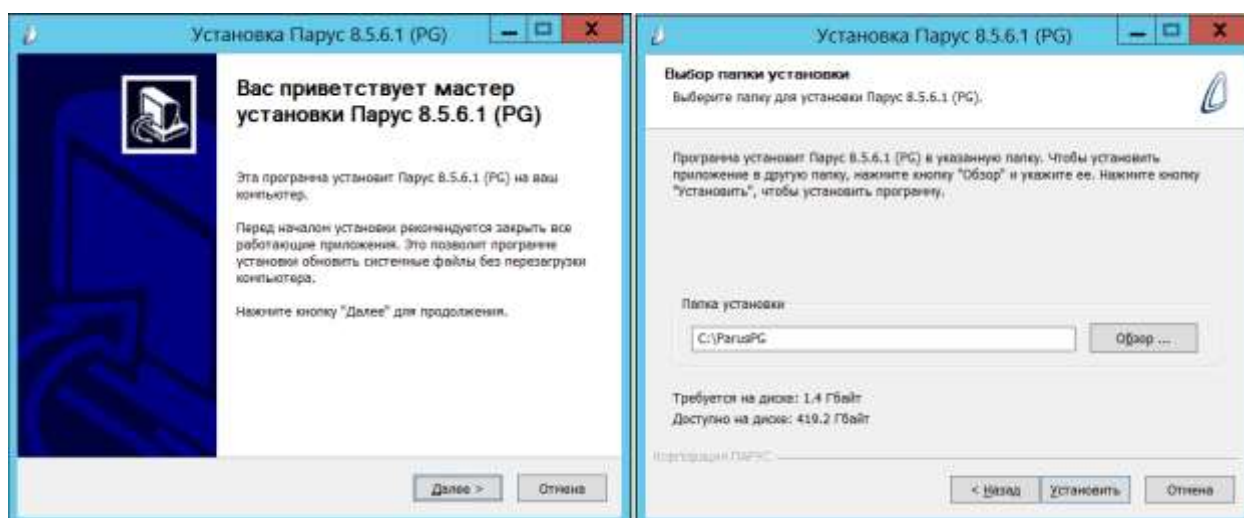 Установка Парус 8.5.6.1 (PG)
Вас приветствует мастер
установки Парус 8.5.6.1 (PG)
Эта программа установит Парус 8.5.6.1 (PG) на ваш
компьютер.
Перед началом установки рекомендуется закрыть все
работающие приложения. Это позволит программе
установки обновить системные файлы без перезагрузки
компьютера.
Нажмите кнопку "Далее" для продолжения.
Далее >
Отмена
Установка Парус 8.5.6.1 (PG)
Выбор папки установки
Выберите папку для установки Парус 8.5.6.1 (PG).
Программа установит Парус 8.5.6.1 (PG) в указанную папку. Чтобы установить
приложение в другую папку, нажмите кнопку "Обзор" и укажите ее. Нажмите кнопку
"Установить", чтобы установить программу.
Папка установки
C:\ParusPG
Обзор ...
Требуется на диске: 1.4 Гбайт
Доступно на диске: 419.2 Гбайт
Корпорация ПАРУС
< Назад
Установить
Отмена